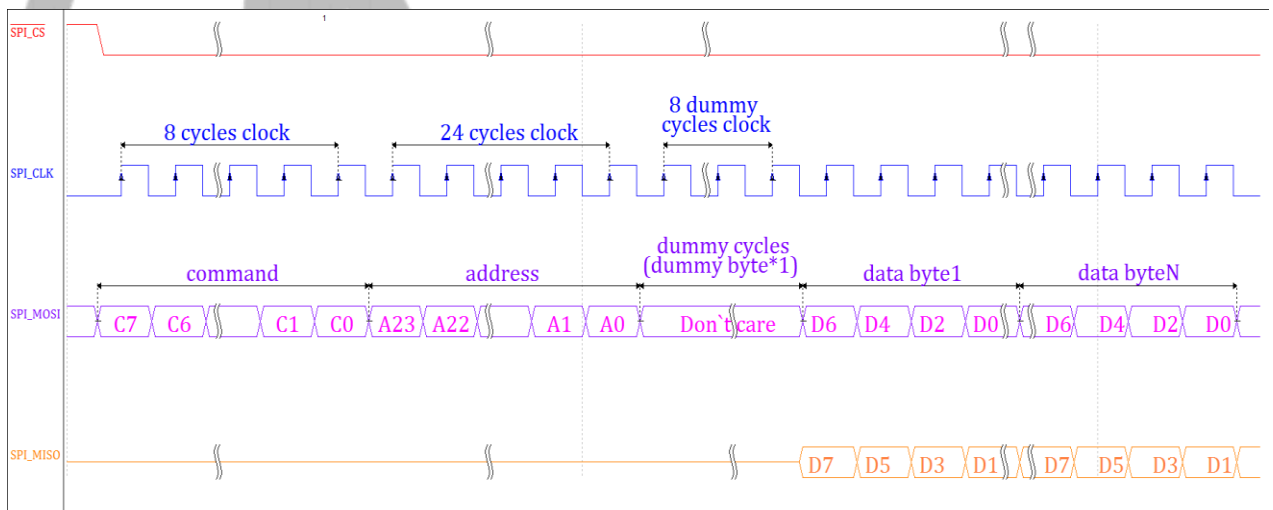 1
SPI_CS
8 cycles clock
24 cycles clock
8 dummy
cycles clock
SPI_CLK
command
address
dummy cycles
(dummy byte*1)
data byte1
data byteN
SPI_MOSI
C7 C6 C1 C0 A23 A22 A1 A0 Don`t care D6 D4 D2 D0 D6 D4 D2 D0
SPI_MISO
D7 D5 D3 D1 D7 D5 D3 D1